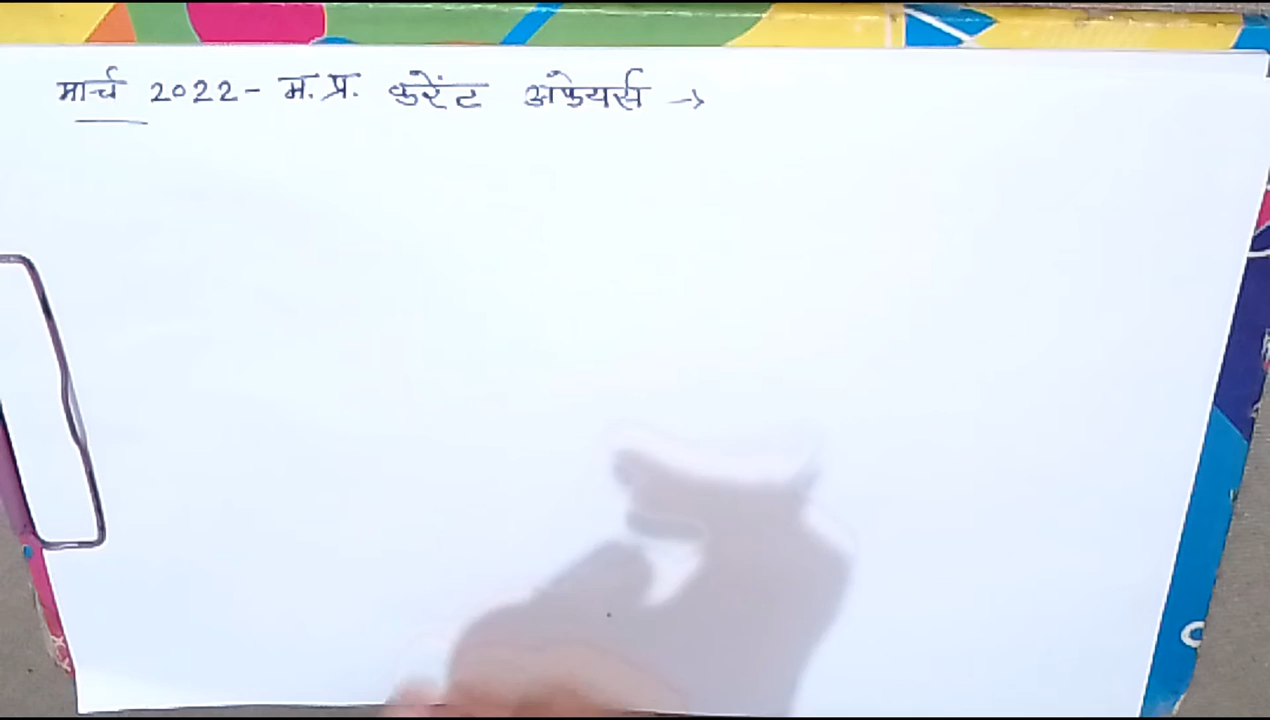 मार्च 2022 - म. प्र. करेंट अफेयर्स →